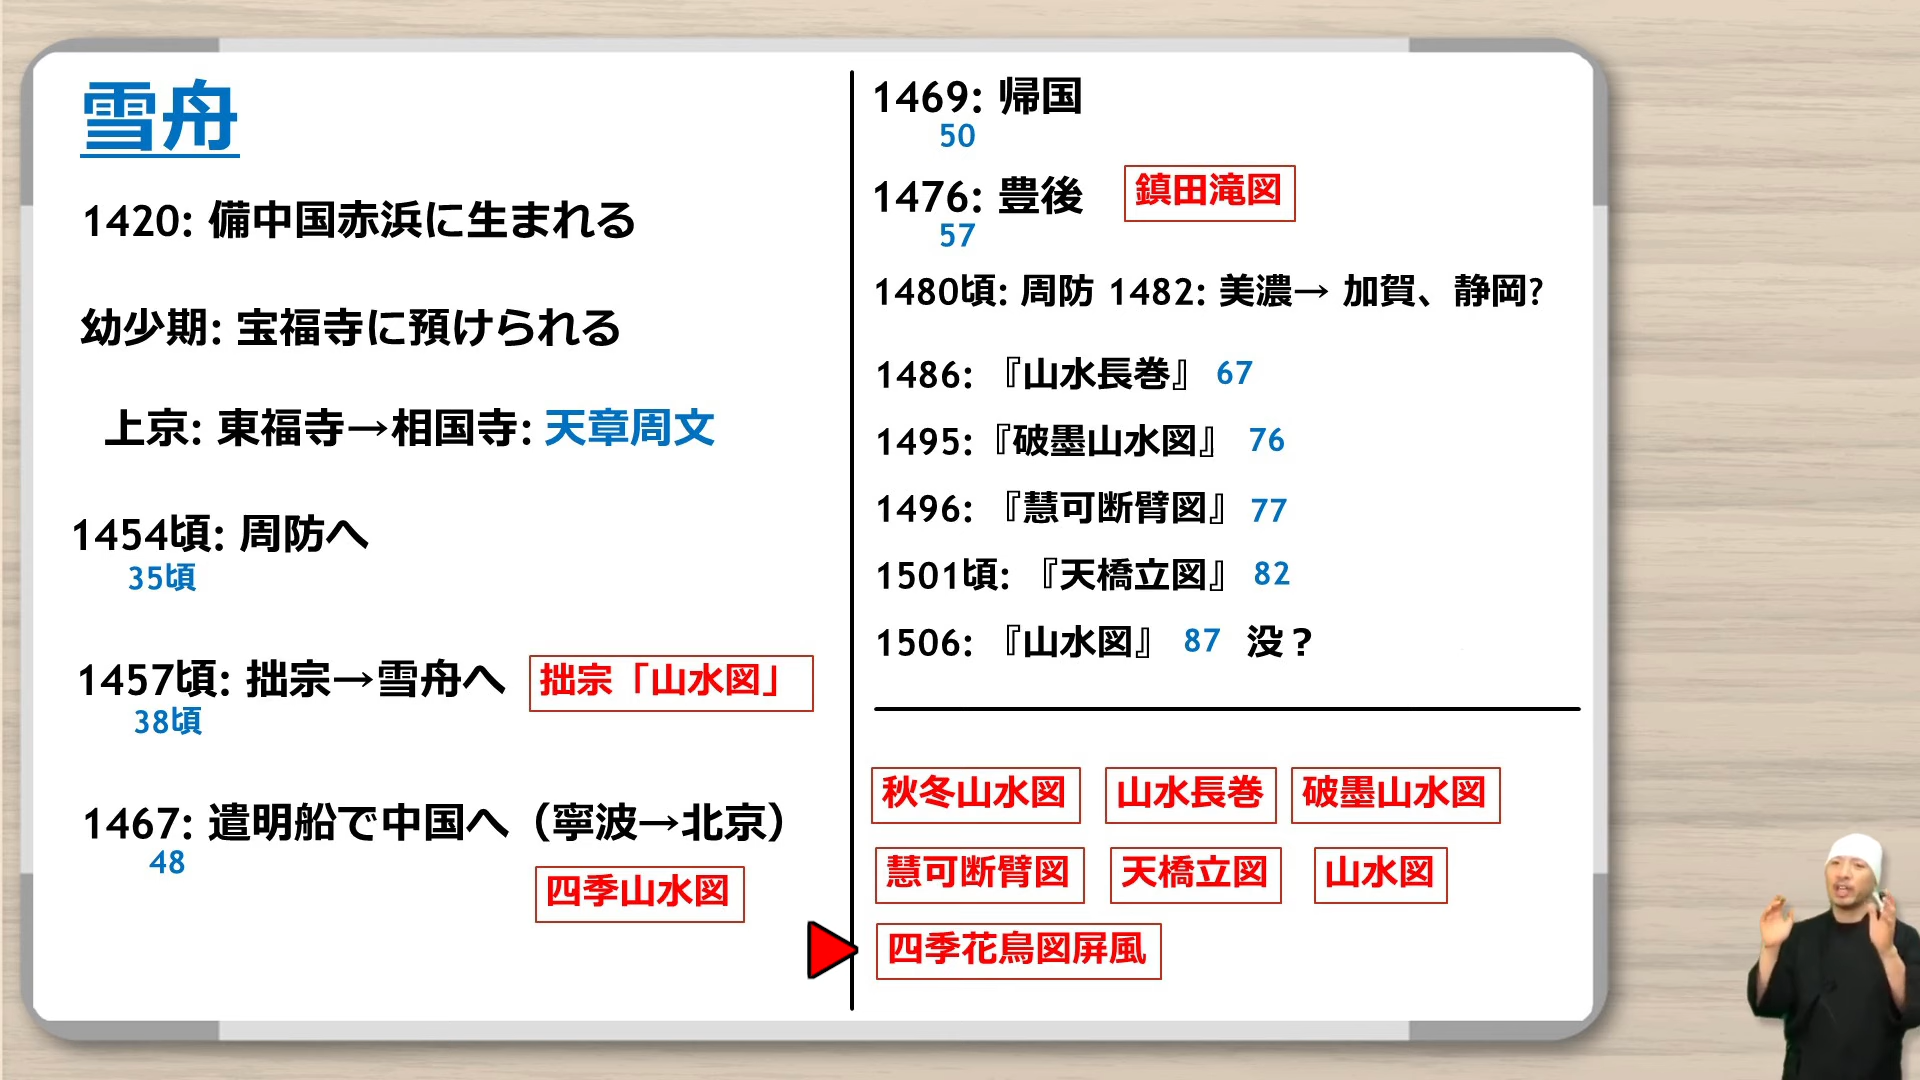 雪舟
1420: 備中国赤浜に生まれる
幼少期: 宝福寺に預けられる
上京: 東福寺→相国寺: 天章周文
1454頃: 周防へ
35頃
1457頃: 拙宗→雪舟へ 拙宗「山水図」
38頃
1467: 遣明船で中国へ（寧波→北京）
48
四季山水図
1469: 帰国
50
1476: 豊後 鎮田滝図
57
1480頃: 周防 1482: 美濃→ 加賀、静岡?
1486: 『山水長巻』 67
1495:『破墨山水図』 76
1496: 『慧可断臂図』 77
1501頃: 『天橋立図』 82
1506: 『山水図』 87 没？
秋冬山水図 山水長巻 破墨山水図
慧可断臂図 天橋立図 山水図
四季花鳥図屏風